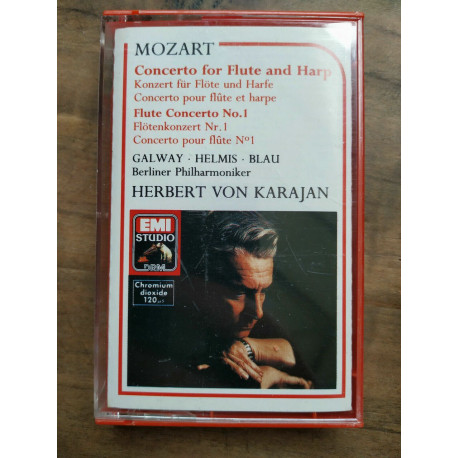 MOZART
Concerto for Flute and Harp
Konzert für Flöte und Harfe
Concerto pour flûte et harpe
Flute Concerto No.1
Flötenkonzert Nr.1
Concerto pour flûte Nº1
GALWAY · HELMIS · BLAU
Berliner Philharmoniker
HERBERT VON KARAJAN
EMI
STUDIO
DRM
Chromium
dioxide
120 µT